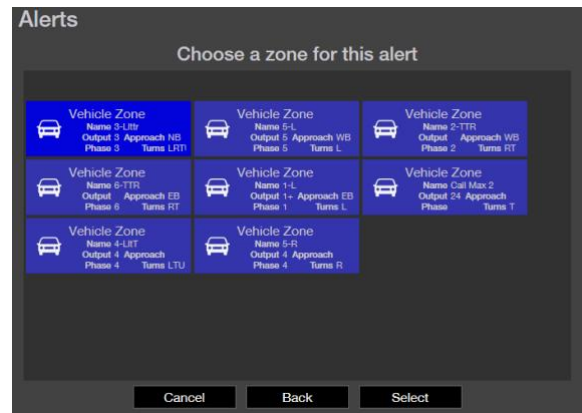 Alerts
Choose a zone for this alert
Vehicle Zone
Name 3-Lttr
Output 3 Approach NB
Phase 3 Turns LRT
Vehicle Zone
Name 5-L
Output 5 Approach WB
Phase 5 Turns L
Vehicle Zone
Name 2-TTR
Output Approach WB
Phase 2 Turns RT
Vehicle Zone
Name 6-TTR
Output Approach EB
Phase 6 Turns RT
Vehicle Zone
Name 1-L
Output 1+ Approach EB
Phase 1 Turns L
Vehicle Zone
Name Call Max 2
Output 24 Approach
Phase Turns T
Vehicle Zone
Name
Output 4 Approach
Phase 4 Turns LTU
Vehicle Zone
Name 5-R
Output 4 Approach
Phase 4 Turns R
Cancel Back Select